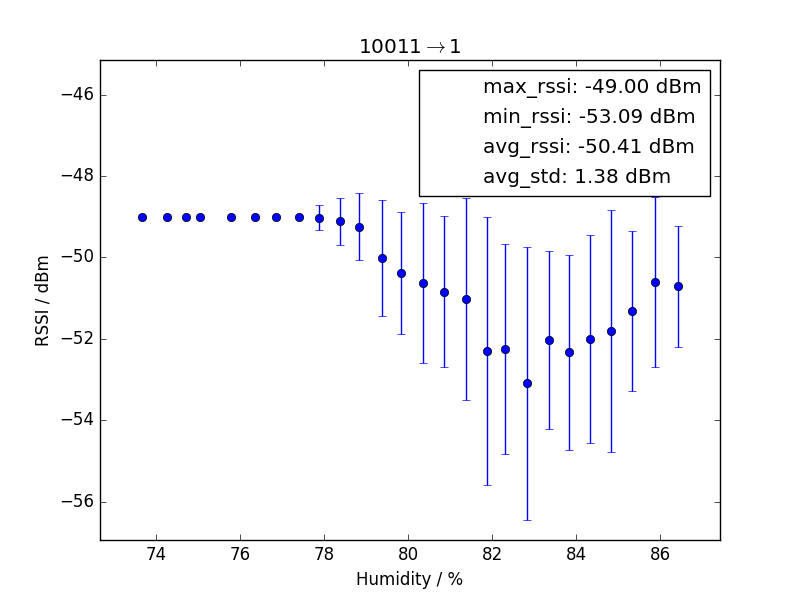 10011→1
max_rssi: -49.00 dBm
min_rssi: -53.09 dBm
avg_rssi: -50.41 dBm
avg_std: 1.38 dBm
−46
−48
−50
−52
−54
−56
RSSI / dBm
74 76 78 80 82 84 86
Humidity / %